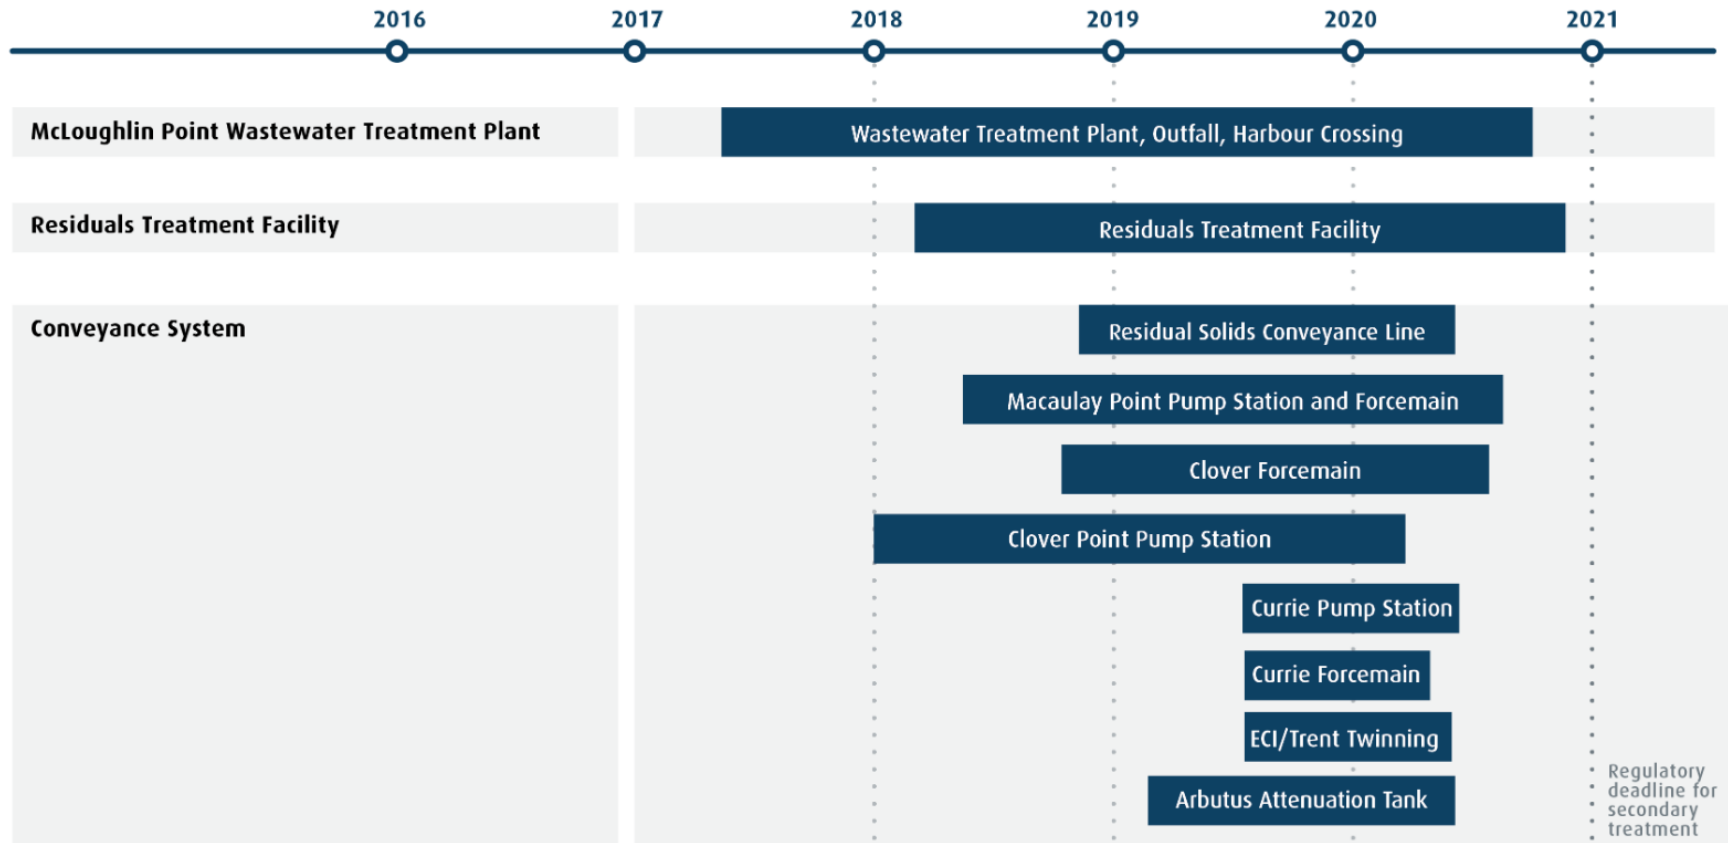 2016 2017 2018 2019 2020 2021
McLoughlin Point Wastewater Treatment Plant
Wastewater Treatment Plant, Outfall, Harbour Crossing
Residuals Treatment Facility
Residuals Treatment Facility
Conveyance System
Residual Solids Conveyance Line
Macaulay Point Pump Station and Forcemain
Clover Forcemain
Clover Point Pump Station
Currie Pump Station
Currie Forcemain
ECI/Trent Twinning
Arbutus Attenuation Tank
Regulatory
deadline for
secondary
treatment